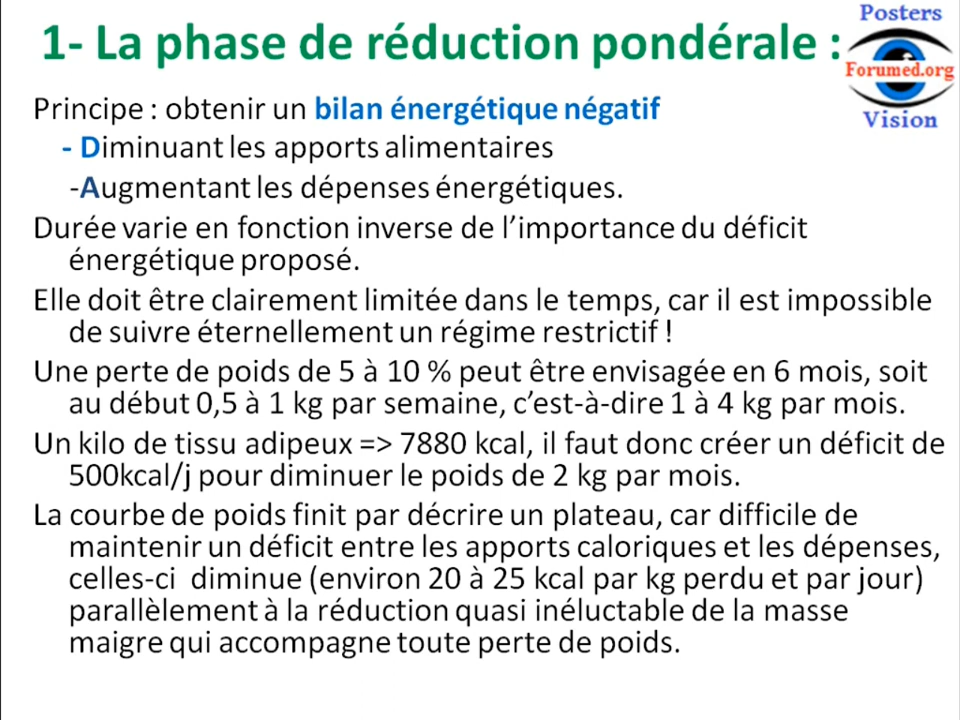 1- La phase de réduction pondérale :
Posters
Forumed.org
Vision
Principe : obtenir un bilan énergétique négatif
- Diminuant les apports alimentaires
-Augmentant les dépenses énergétiques.
Durée varie en fonction inverse de l’importance du déficit
énergétique proposé.
Elle doit être clairement limitée dans le temps, car il est impossible
de suivre éternellement un régime restrictif !
Une perte de poids de 5 à 10 % peut être envisagée en 6 mois, soit
au début 0,5 à 1 kg par semaine, c’est-à-dire 1 à 4 kg par mois.
Un kilo de tissu adipeux => 7880 kcal, il faut donc créer un déficit de
500kcal/j pour diminuer le poids de 2 kg par mois.
La courbe de poids finit par décrire un plateau, car difficile de
maintenir un déficit entre les apports caloriques et les dépenses,
celles-ci diminue (environ 20 à 25 kcal par kg perdu et par jour)
parallèlement à la réduction quasi inéluctable de la masse
maigre qui accompagne toute perte de poids.